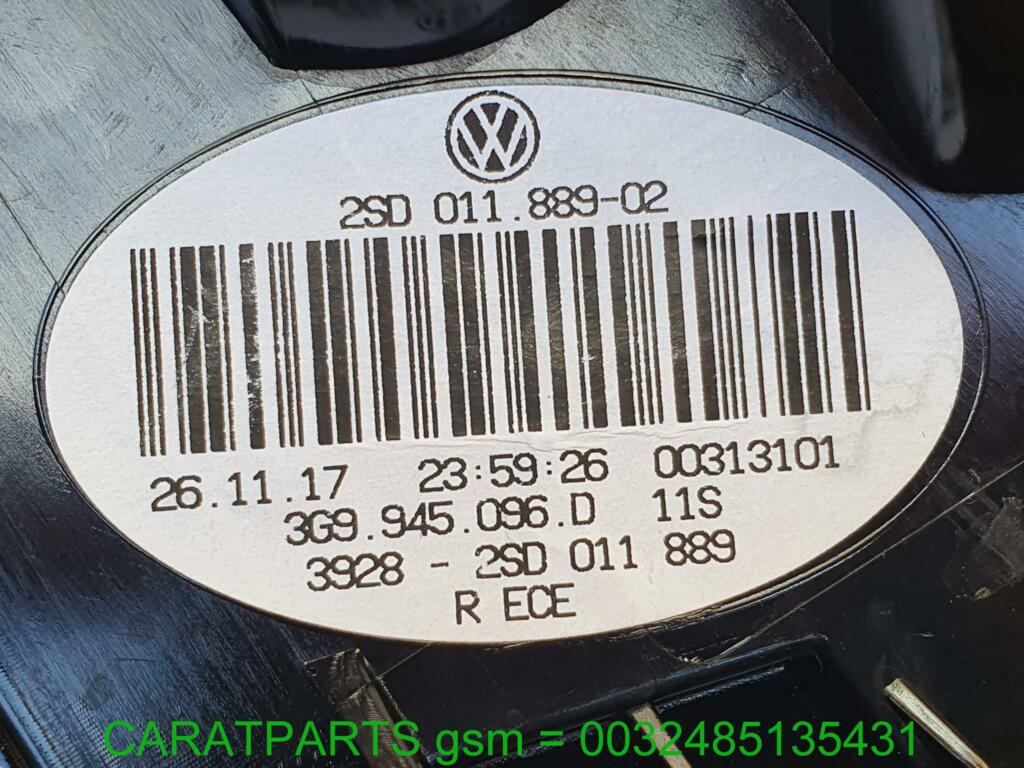 2SD 011.889-02
26.11.17 23:59:26 00313101
3G9.945.096.D 11S
3928 - 2SD 011 889
R ECE
CARATPARTS gsm = 0032485135431